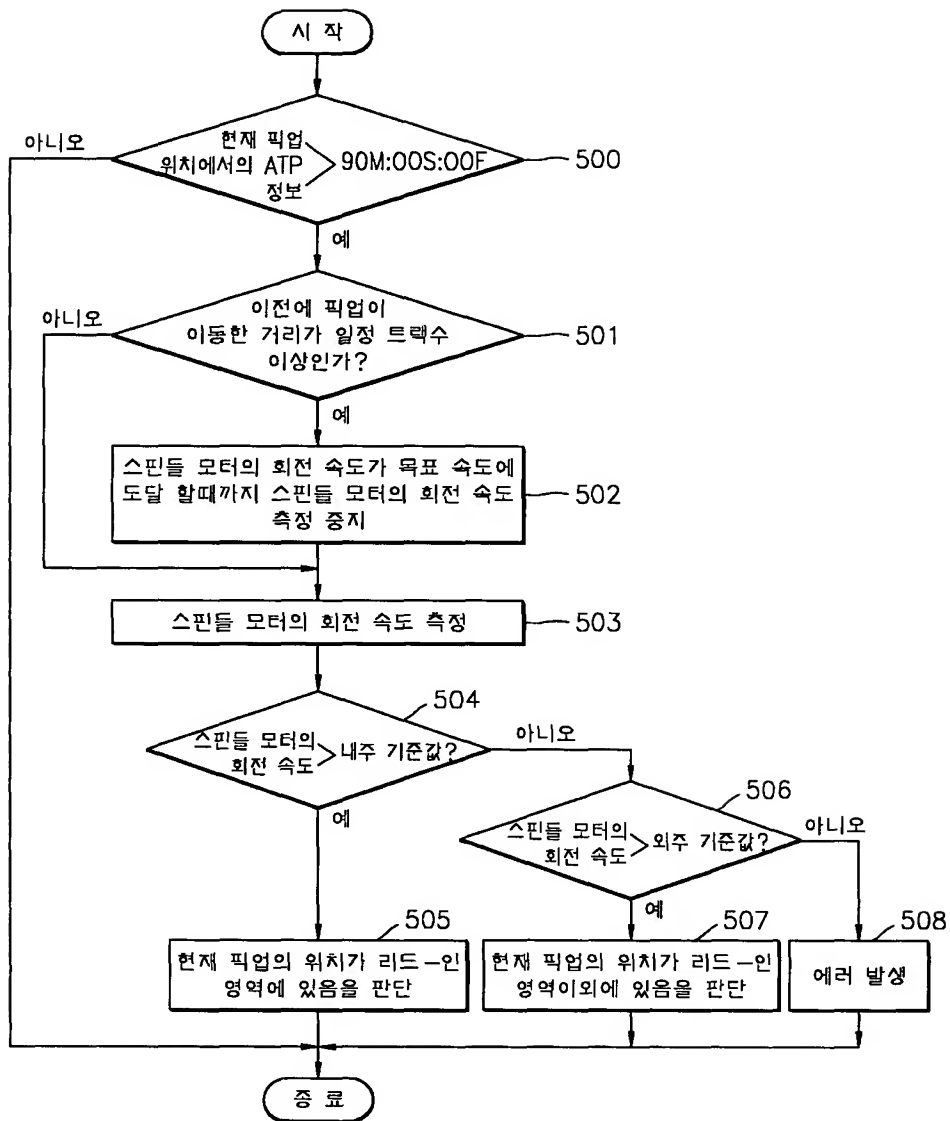 시 작
아니오
현재 픽업
위치에서의 ATP
정보
> 90M:00S:00F
500
예
아니오
이전에 픽업이
이동한 거리가 일정 트랙수
이상인가?
501
예
스핀들 모터의 회전 속도가 목표 속도에
도달 할때까지 스핀들 모터의 회전 속도
측정 중지
502
스핀들 모터의 회전 속도 측정
503
504
스핀들 모터의
회전 속도
> 내주 기준값?
아니오
예
506
스핀들 모터의
회전 속도
> 외주 기준값?
아니오
예
505
현재 픽업의 위치가 리드-인
영역에 있음을 판단
507
현재 픽업의 위치가 리드-인
영역이외에 있음을 판단
508
에러 발생
종 료